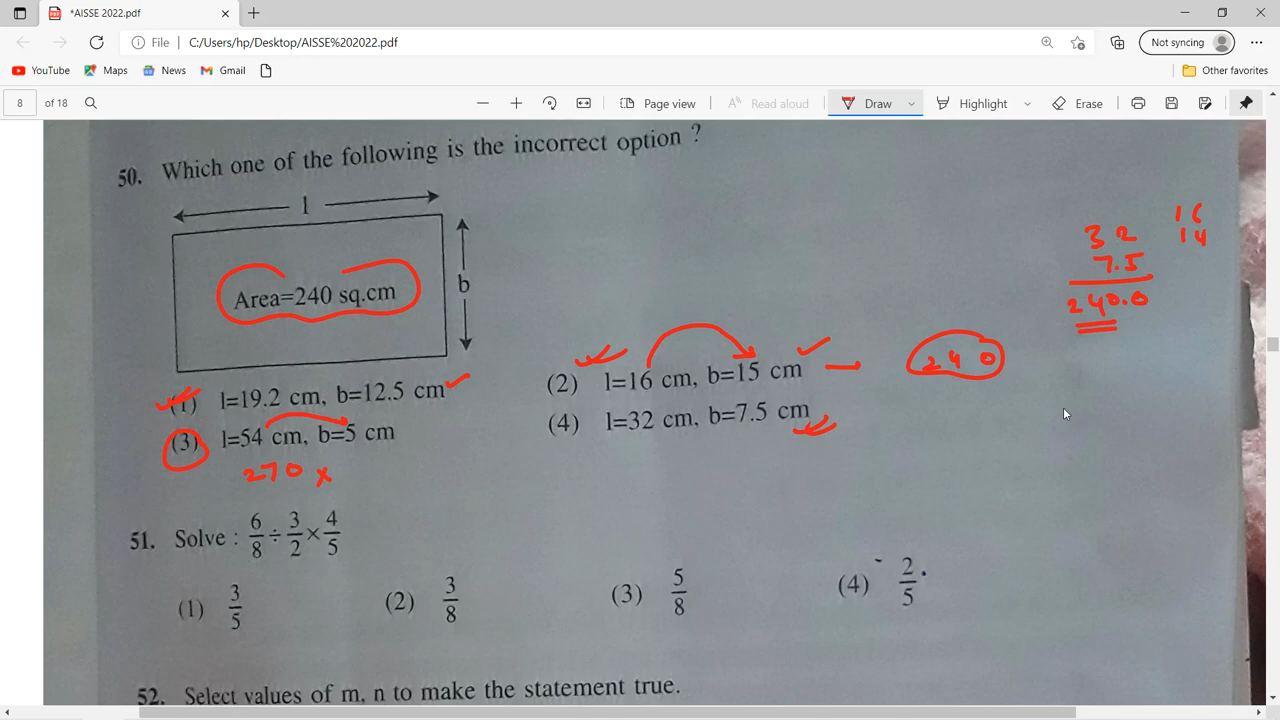 *AISSE 2022.pdf
File C:/Users/hp/Desktop/AISSE%202022.pdf Not syncing
YouTube Maps News Gmail Other favorites
8 of 18 Page view Read aloud Draw Highlight Erase
50. Which one of the following is the incorrect option ?
l
Area=240 sq.cm
b
32
7.5
240.0
16
14
(1) l=19.2 cm, b=12.5 cm
(2) l=16 cm, b=15 cm
240
(3) l=54 cm, b=5 cm
(4) l=32 cm, b=7.5 cm
270 x
51. Solve : 6/8 ÷ 3/2 × 4/5
(1) 3/5 (2) 3/8 (3) 5/8 (4) 2/5
52. Select values of m, n to make the statement true.